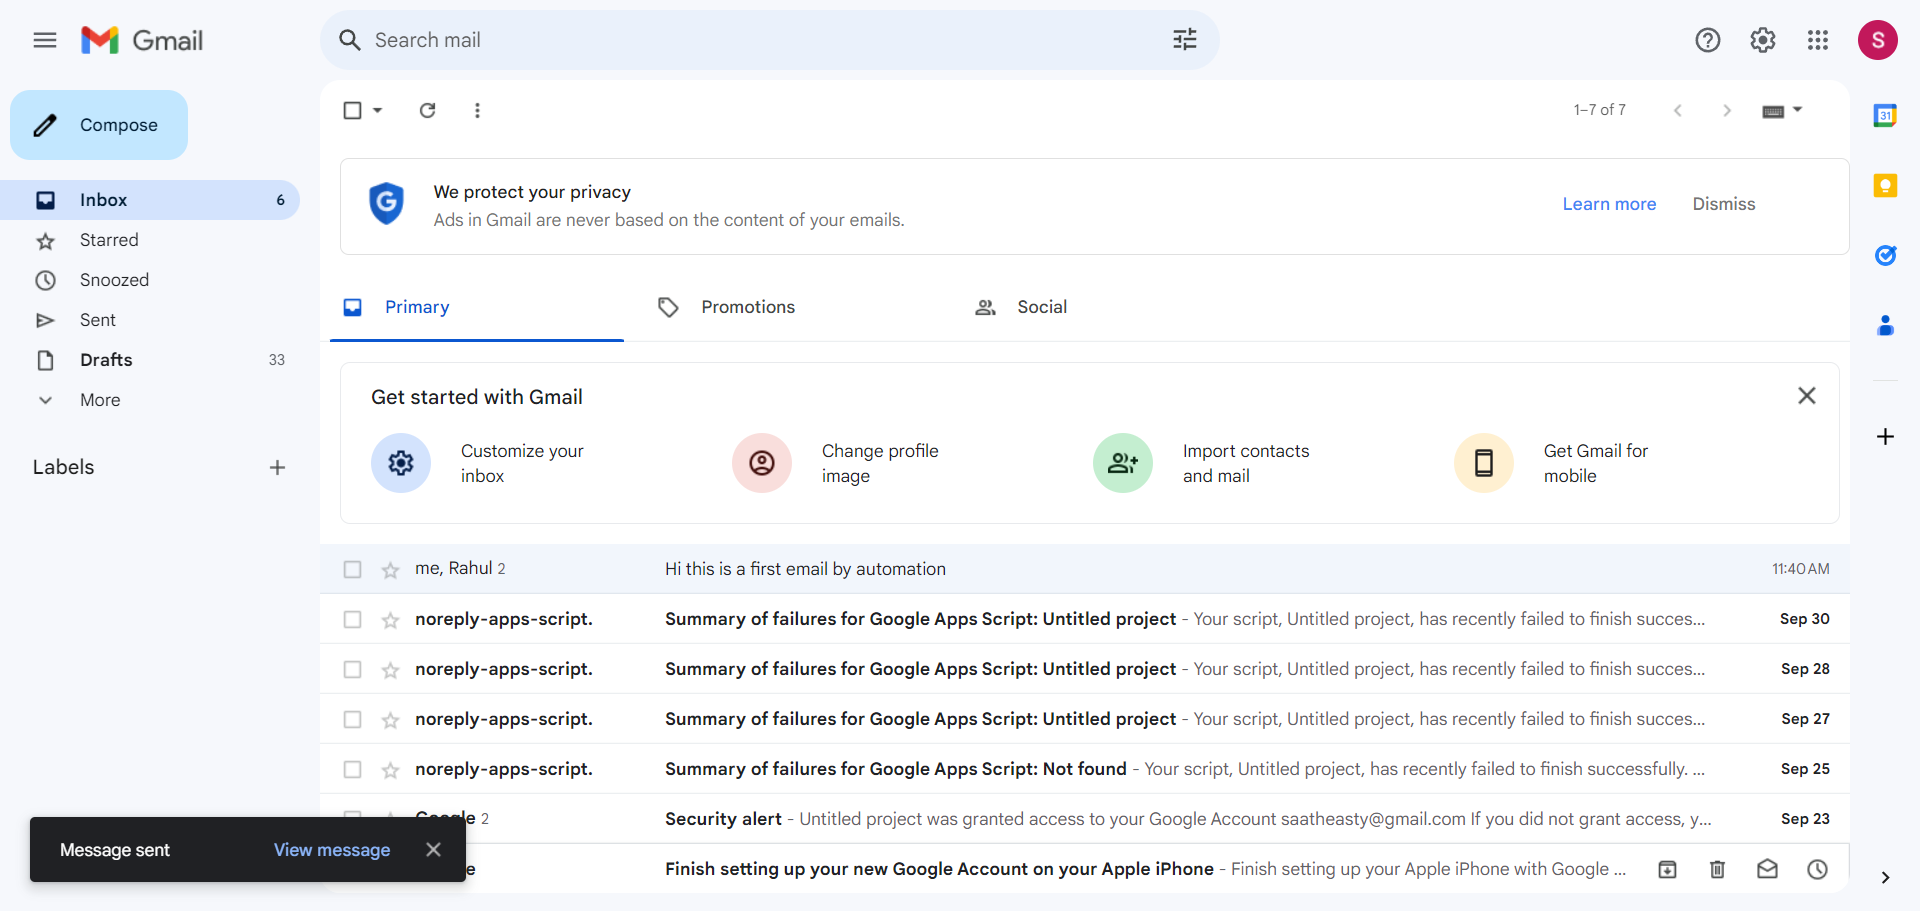 Gmail
Search mail
S
Compose
1–7 of 7
31
We protect your privacy
Ads in Gmail are never based on the content of your emails.
Learn more
Dismiss
Inbox 6
Starred
Snoozed
Sent
Drafts 33
More
Labels
Primary
Promotions
Social
Get started with Gmail
Customize your
inbox
Change profile
image
Import contacts
and mail
Get Gmail for
mobile
me, Rahul 2 Hi this is a first email by automation 11:40 AM
noreply-apps-script. Summary of failures for Google Apps Script: Untitled project - Your script, Untitled project, has recently failed to finish succes... Sep 30
noreply-apps-script. Summary of failures for Google Apps Script: Untitled project - Your script, Untitled project, has recently failed to finish succes... Sep 28
noreply-apps-script. Summary of failures for Google Apps Script: Untitled project - Your script, Untitled project, has recently failed to finish succes... Sep 27
noreply-apps-script. Summary of failures for Google Apps Script: Not found - Your script, Untitled project, has recently failed to finish successfully. ... Sep 25
Google 2 Security alert - Untitled project was granted access to your Google Account saatheasty@gmail.com If you did not grant access, y... Sep 23
Finish setting up your new Google Account on your Apple iPhone - Finish setting up your Apple iPhone with Google ...
Message sent View message